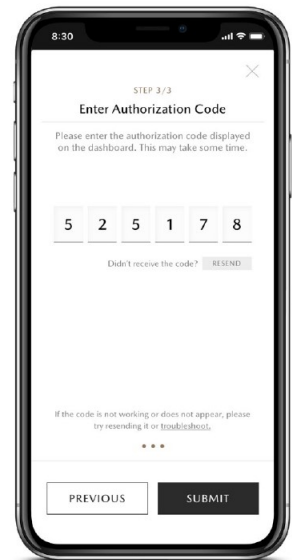 8:30
STEP 3/3
Enter Authorization Code
Please enter the authorization code displayed
on the dashboard. This may take some time.
5 2 5 1 7 8
Didn't receive the code? RESEND
If the code is not working or does not appear, please
try resending it or troubleshoot.
PREVIOUS SUBMIT